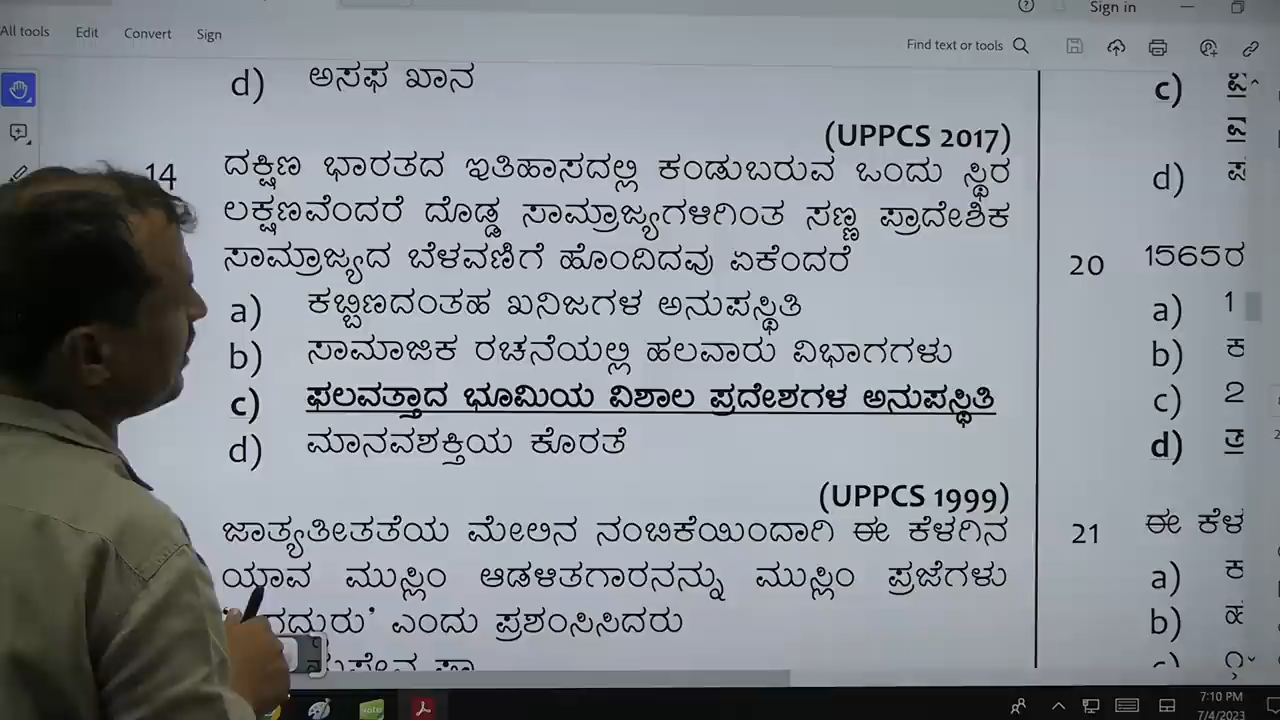 Sign in
All tools Edit Convert Sign
Find text or tools
d) ಅಸಫ ಖಾನ
(UPPCS 2017)
14 ದಕ್ಷಿಣ ಭಾರತದ ಇತಿಹಾಸದಲ್ಲಿ ಕಂಡುಬರುವ ಒಂದು ಸ್ಥಿರ
ಲಕ್ಷಣವೆಂದರೆ ದೊಡ್ಡ ಸಾಮ್ರಾಜ್ಯಗಳಿಗಿಂತ ಸಣ್ಣ ಪ್ರಾದೇಶಿಕ
ಸಾಮ್ರಾಜ್ಯದ ಬೆಳವಣಿಗೆ ಹೊಂದಿದವು ಏಕೆಂದರೆ
a) ಕಬ್ಬಿಣದಂತಹ ಖನಿಜಗಳ ಅನುಪಸ್ಥಿತಿ
b) ಸಾಮಾಜಿಕ ರಚನೆಯಲ್ಲಿ ಹಲವಾರು ವಿಭಾಗಗಳು
c) ಫಲವತ್ತಾದ ಭೂಮಿಯ ವಿಶಾಲ ಪ್ರದೇಶಗಳ ಅನುಪಸ್ಥಿತಿ
d) ಮಾನವಶಕ್ತಿಯ ಕೊರತೆ
(UPPCS 1999)
ಜಾತ್ಯತೀತತೆಯ ಮೇಲಿನ ನಂಬಿಕೆಯಿಂದಾಗಿ ಈ ಕೆಳಗಿನ
ಯಾವ ಮುಸ್ಲಿಂ ಆಡಳಿತಗಾರನನ್ನು ಮುಸ್ಲಿಂ ಪ್ರಜೆಗಳು
ಎಂದು ಪ್ರಶಂಸಿಸಿದರು
c)
d)
20 1565ರ
a) 1
b) ಕ
c) 2
d)
21 ಈ ಕೆಳ
a) ಕ
b)
7:10 PM
7/4/2023